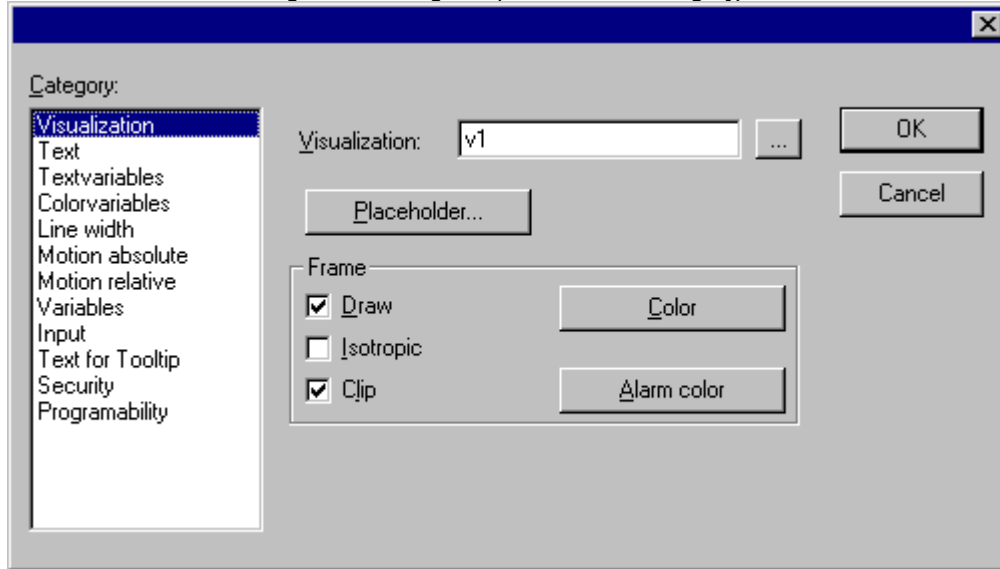 Category:
Visualization
Text
Textvariables
Colorvariables
Line width
Motion absolute
Motion relative
Variables
Input
Text for Tooltip
Security
Programability
Visualization: v1 ...
Placeholder...
Frame
Draw
Isotropic
Clip
Color
Alarm color
OK
Cancel